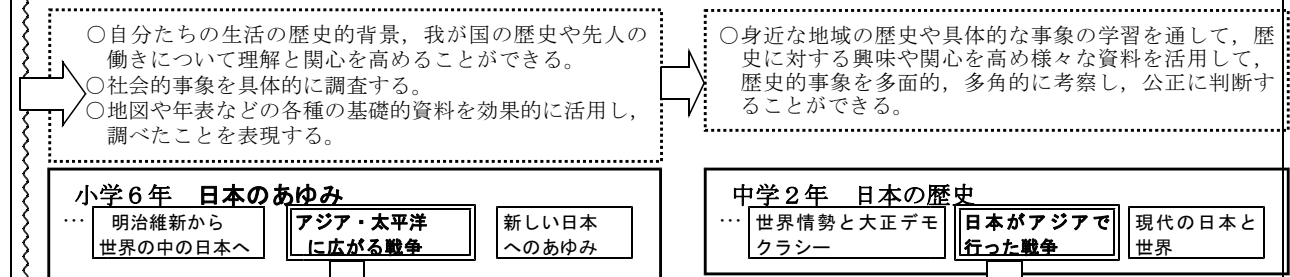 ○自分たちの生活の歴史的背景，我が国の歴史や先人の
働きについて理解と関心を高めることができる。
○社会的事象を具体的に調査する。
○地図や年表などの各種の基礎的資料を効果的に活用し，
調べたことを表現する。
○身近な地域の歴史や具体的な事象の学習を通して，歴
史に対する興味や関心を高め様々な資料を活用して，
歴史的事象を多面的，多角的に考察し，公正に判断す
ることができる。
小学６年　日本のあゆみ
… 明治維新から
世界の中の日本へ
アジア・太平洋
に広がる戦争
新しい日本
へのあゆみ
中学２年　日本の歴史
… 世界情勢と大正デモ
クラシー
日本がアジアで
行った戦争
現代の日本と
世界